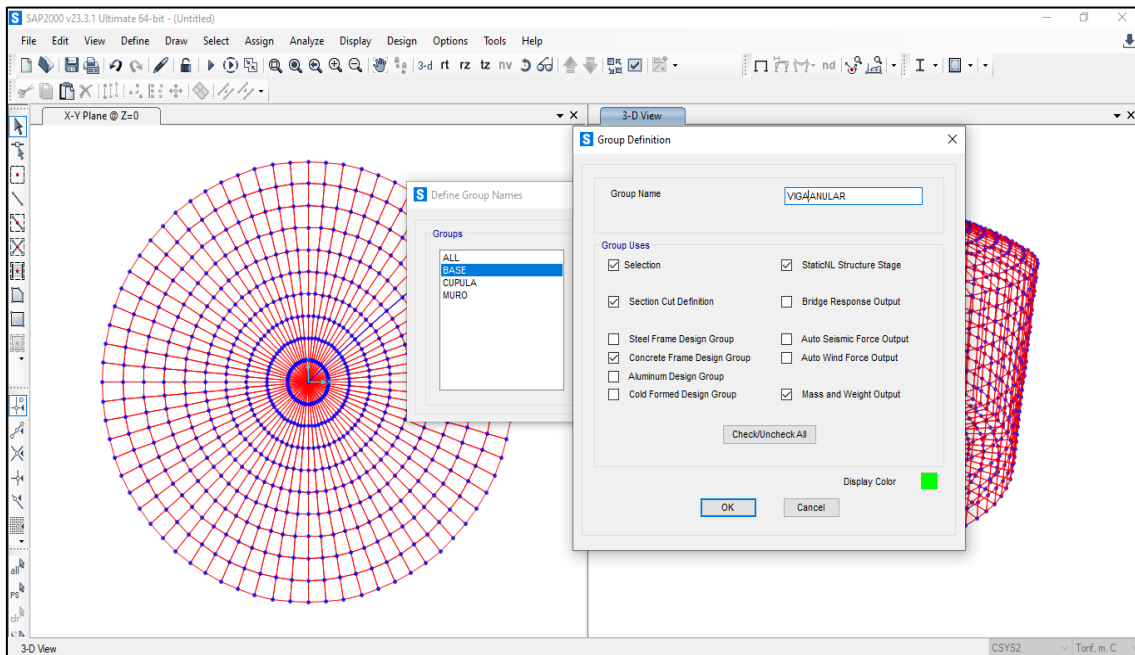 SAP2000 v23.3.1 Ultimate 64-bit - (Untitled)
File Edit View Define Draw Select Assign Analyze Display Design Options Tools Help
3-d rt rz tz nv nd
X-Y Plane @ Z=0
3-D View
Define Group Names
Groups
ALL
BASE
CUPULA
MURO
Group Definition
Group Name VIGA ANULAR
Group Uses
Selection StaticNL Structure Stage
Section Cut Definition Bridge Response Output
Steel Frame Design Group Auto Seismic Force Output
Concrete Frame Design Group Auto Wind Force Output
Aluminum Design Group
Cold Formed Design Group Mass and Weight Output
Check/Uncheck All
Display Color
OK Cancel
all
ps
clr
3-D View CSYS2 Tonf, m, C